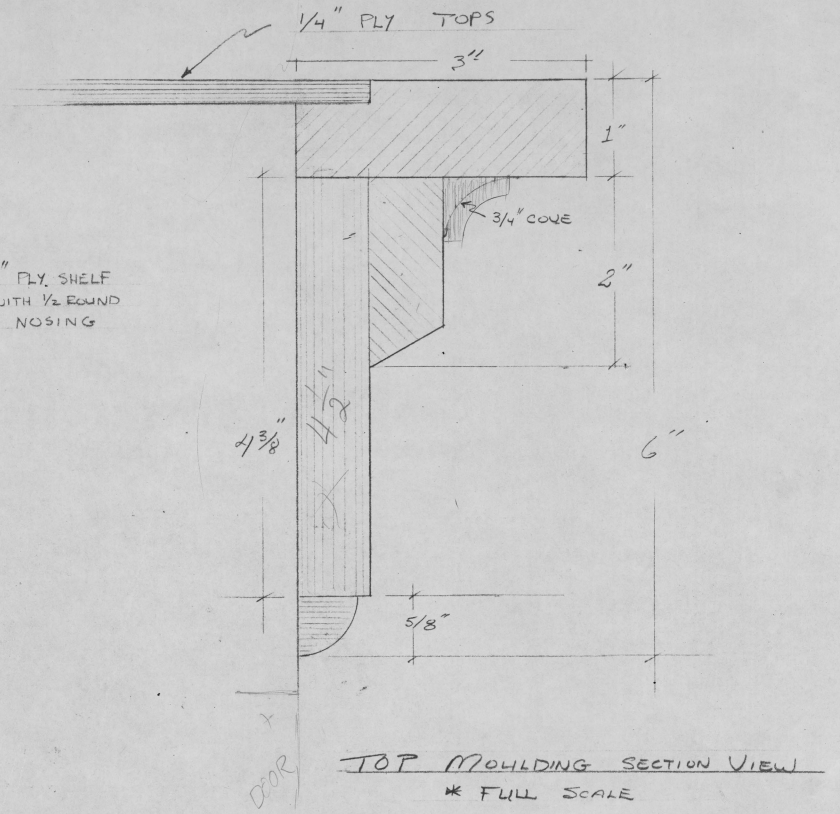 1/4" PLY TOPS
3"
1"
3/4" COVE
2"
" PLY. SHELF
WITH 1/2 ROUND
NOSING
4 1/2"
4 3/8"
6"
5/8"
X
DOOR
TOP MOULDING SECTION VIEW
* FULL SCALE